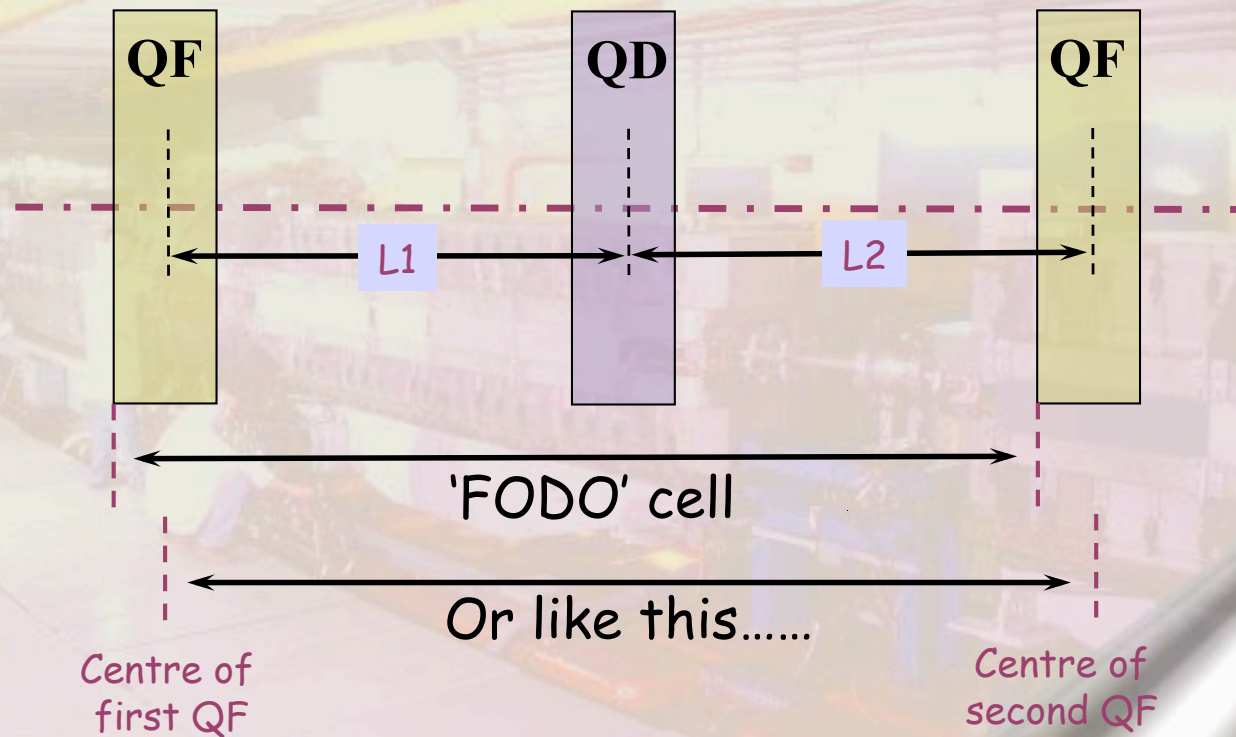 QF
QD
QF
L1
L2
‘FODO’ cell
Or like this……
Centre of
first QF
Centre of
second QF